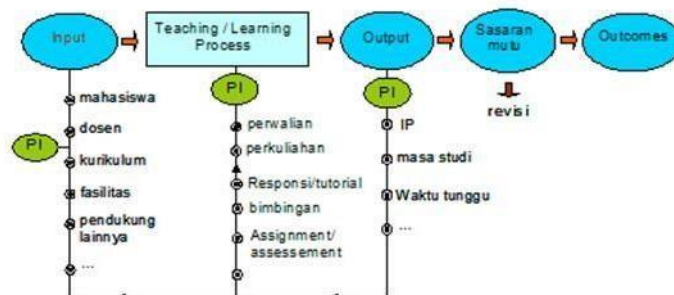 Input
Teaching / Learning
Process
Output
Sasaran
mutu
Outcomes
PI
mahasiswa
dosen
kurikulum
fasilitas
pendukung
lainnya
...
PI
perwalian
perkuliahan
Responsi/tutorial
bimbingan
Assignment/
assessement
PI
IP
masa studi
Waktu tunggu
...
revisi